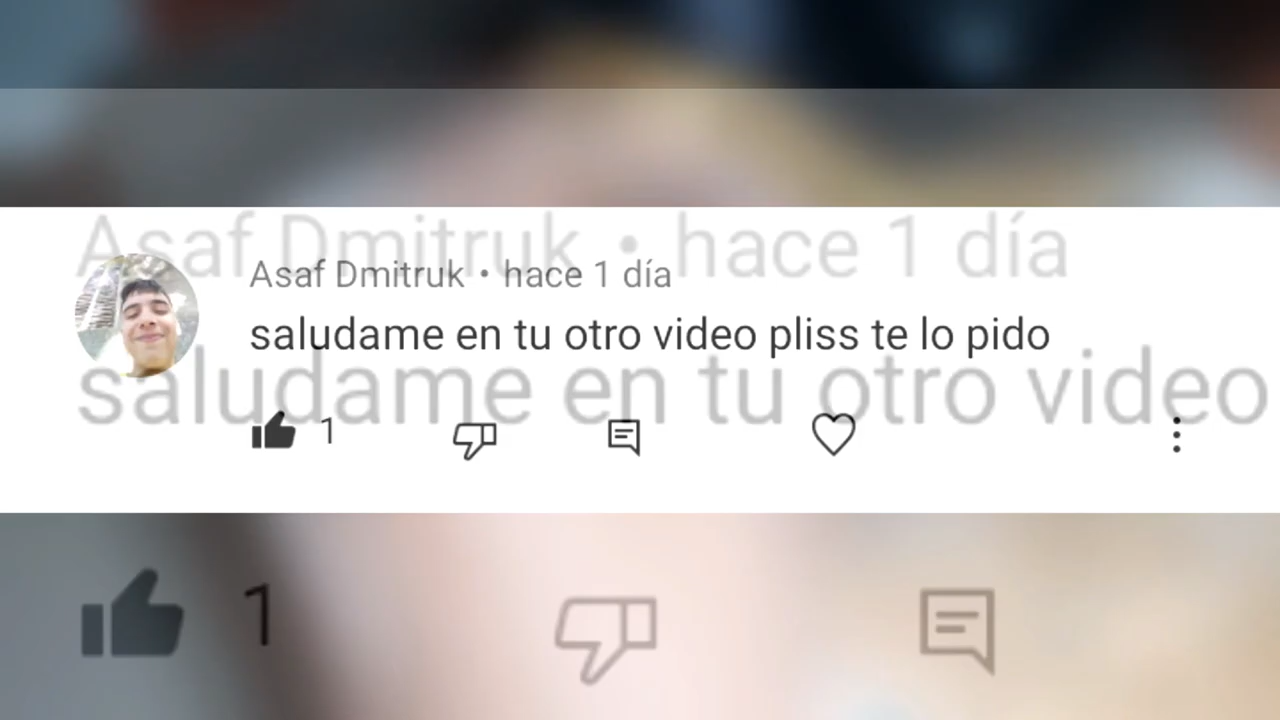 Asaf Dmitruk • hace 1 día
Asaf Dmitruk • hace 1 día
saludame en tu otro video pliss te lo pido
saludame en tu otro video
1
1